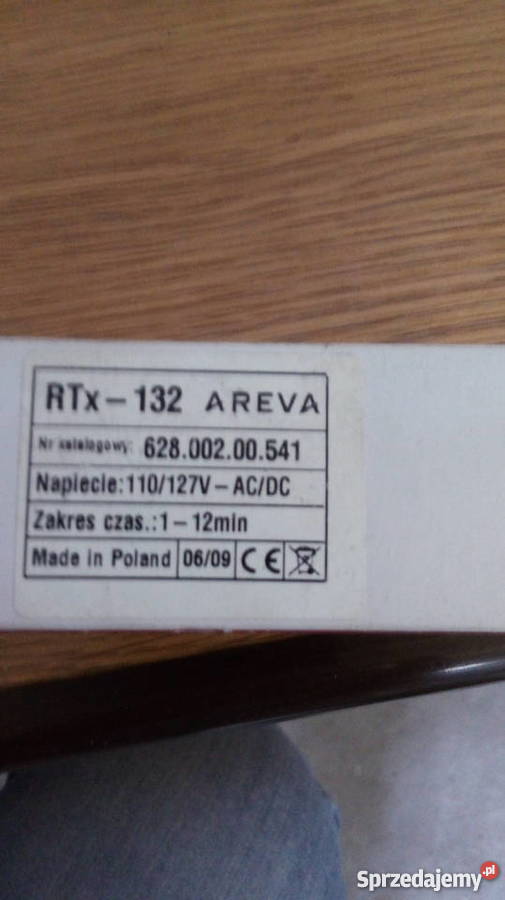 RTx-132 AREVA
Nr katalogowy: 628.002.00.541
Napiecie:110/127V-AC/DC
Zakres czas.:1-12min
Made in Poland 06/09 CE
Sprzedajemy.pl